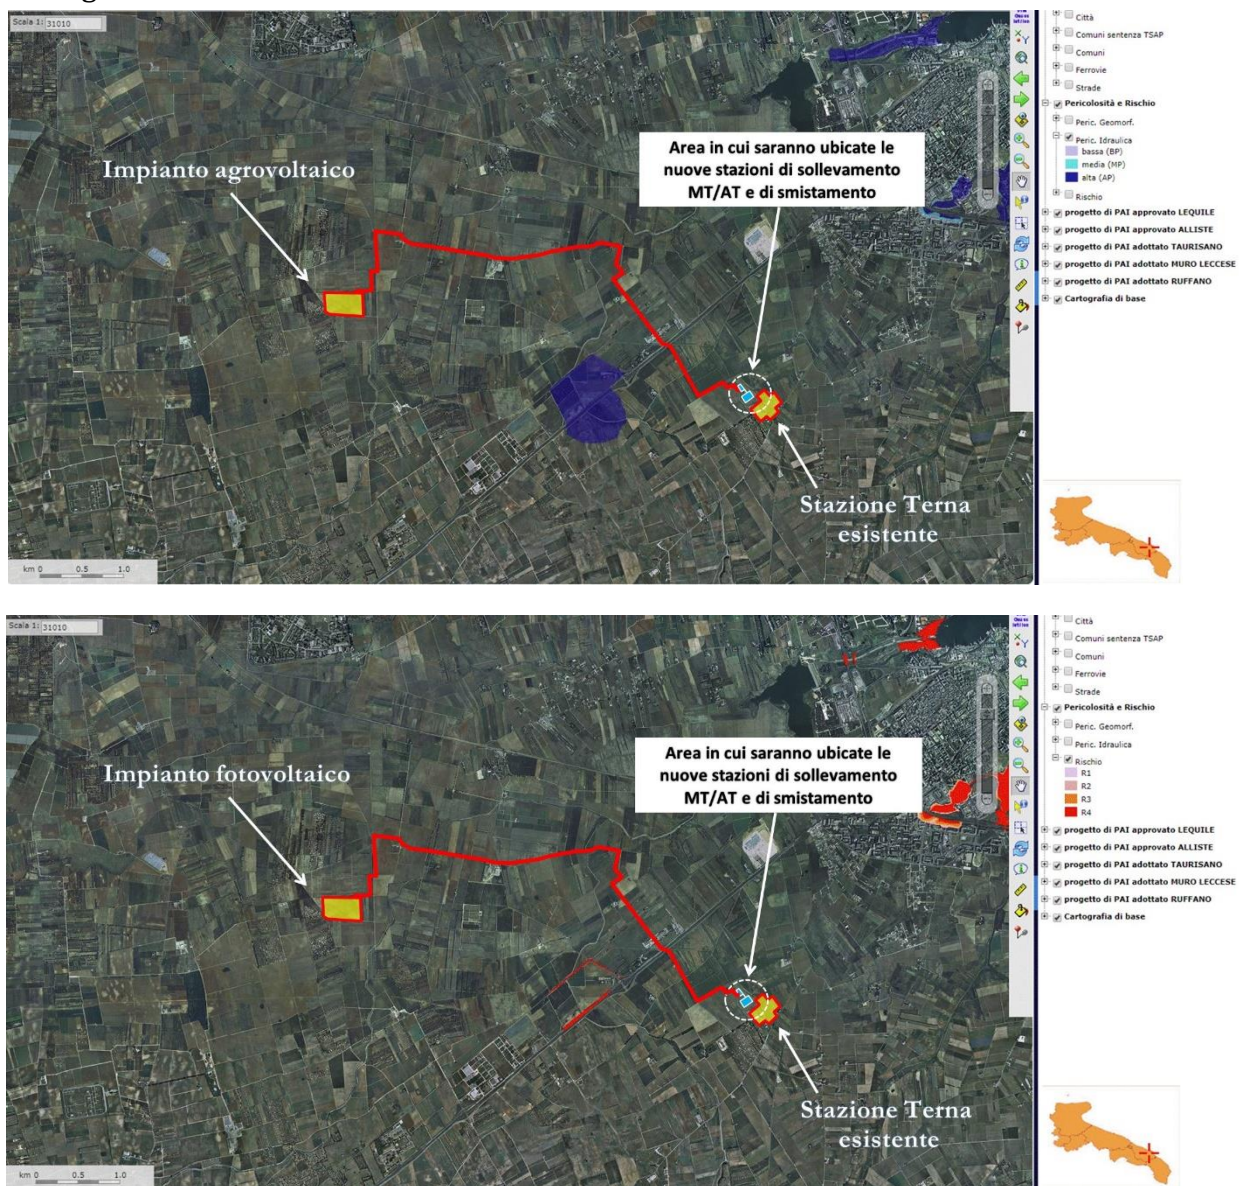 Scala 1: 31010
Impianto agrovoltaico
Area in cui saranno ubicate le
nuove stazioni di sollevamento
MT/AT e di smistamento
Stazione Terna
esistente
km 0 0.5 1.0
Città
Comuni sentenza TSAP
Comuni
Ferrovie
Strade
Pericolosità e Rischio
Peric. Geomorf.
Peric. Idraulica
bassa (BP)
media (MP)
alta (AP)
Rischio
progetto di PAI approvato LEQUILE
progetto di PAI approvato ALLISTE
progetto di PAI adottato TAURISANO
progetto di PAI adottato MURO LECCESE
progetto di PAI adottato RUFFANO
Cartografia di base
Scala 1: 31010
Impianto fotovoltaico
Area in cui saranno ubicate le
nuove stazioni di sollevamento
MT/AT e di smistamento
Stazione Terna
esistente
km 0 0.5 1.0
Città
Comuni sentenza TSAP
Comuni
Ferrovie
Strade
Pericolosità e Rischio
Peric. Geomorf.
Peric. Idraulica
Rischio
R1
R2
R3
R4
progetto di PAI approvato LEQUILE
progetto di PAI approvato ALLISTE
progetto di PAI adottato TAURISANO
progetto di PAI adottato MURO LECCESE
progetto di PAI adottato RUFFANO
Cartografia di base